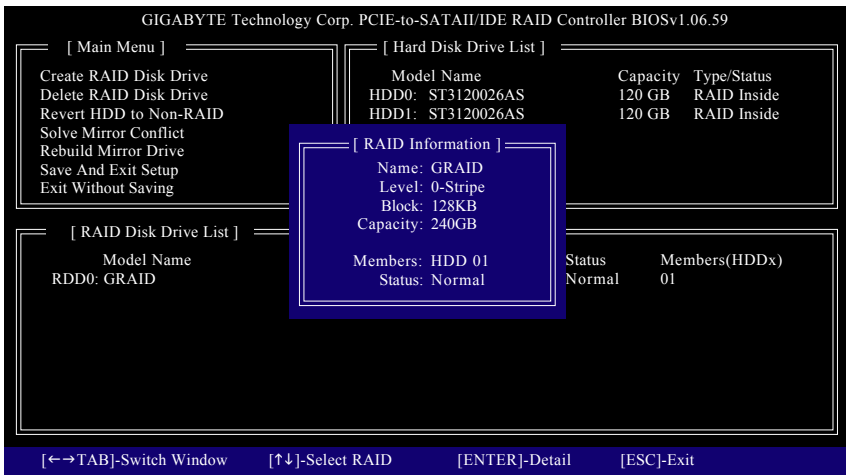 GIGABYTE Technology Corp. PCIE-to-SATAII/IDE RAID Controller BIOSv1.06.59
[ Main Menu ]
Create RAID Disk Drive
Delete RAID Disk Drive
Revert HDD to Non-RAID
Solve Mirror Conflict
Rebuild Mirror Drive
Save And Exit Setup
Exit Without Saving
[ Hard Disk Drive List ]
Model Name Capacity Type/Status
HDD0: ST3120026AS 120 GB RAID Inside
HDD1: ST3120026AS 120 GB RAID Inside
[ RAID Information ]
Name: GRAID
Level: 0-Stripe
Block: 128KB
Capacity: 240GB
Members: HDD 01
Status: Normal
[ RAID Disk Drive List ]
Model Name Status Members(HDDx)
RDD0: GRAID Normal 01
[←→TAB]-Switch Window [↑↓]-Select RAID [ENTER]-Detail [ESC]-Exit